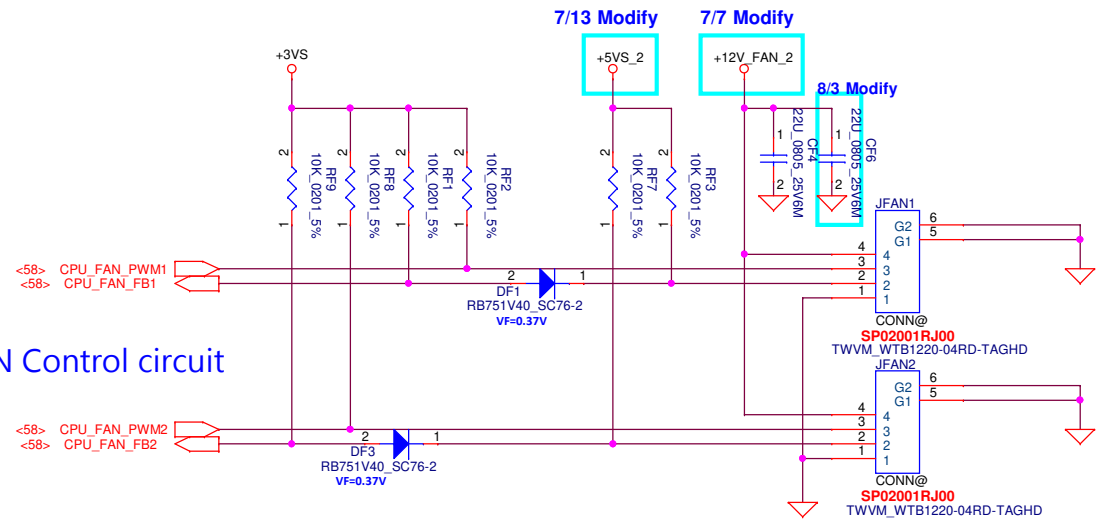 7/13 Modify
7/7 Modify
+3VS
+5VS_2
+12V_FAN_2
8/3 Modify
1
2
22U_0805_25V6M
CF4
1
2
22U_0805_25V6M
CF6
2
1
10K_0201_5%
RF9
2
1
10K_0201_5%
RF8
2
1
10K_0201_5%
RF1
2
1
10K_0201_5%
RF2
2
1
10K_0201_5%
RF7
2
1
10K_0201_5%
RF3
JFAN1
G2 6
G1 5
4 4
3 3
2 2
1 1
CONN@
SP02001RJ00
TWVM_WTB1220-04RD-TAGHD
<58> CPU_FAN_PWM1
<58> CPU_FAN_FB1
2 1
DF1
RB751V40_SC76-2
VF=0.37V
N Control circuit
JFAN2
G2 6
G1 5
4 4
3 3
2 2
1 1
CONN@
SP02001RJ00
TWVM_WTB1220-04RD-TAGHD
<58> CPU_FAN_PWM2
<58> CPU_FAN_FB2
2 1
DF3
RB751V40_SC76-2
VF=0.37V